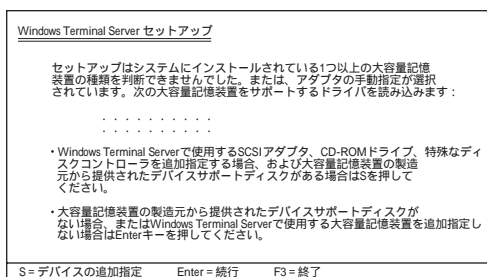 Windows Terminal Server セットアップ
セットアップはシステムにインストールされている1つ以上の大容量記憶
装置の種類を判断できませんでした。または、アダプタの手動指定が選択
されています。次の大容量記憶装置をサポートするドライバを読み込みます：
. . . . . . . . . .
. . . . . . . . . .
・Windows Terminal Serverで使用するSCSIアダプタ、CD-ROMドライブ、特殊なディ
スクコントローラを追加指定する場合、および大容量記憶装置の製造
元から提供されたデバイスサポートディスクがある場合はSを押して
ください。
・大容量記憶装置の製造元から提供されたデバイスサポートディスクが
ない場合、またはWindows Terminal Serverで使用する大容量記憶装置を追加指定し
ない場合はEnterキーを押してください。
S = デバイスの追加指定 Enter = 続行 F3 = 終了